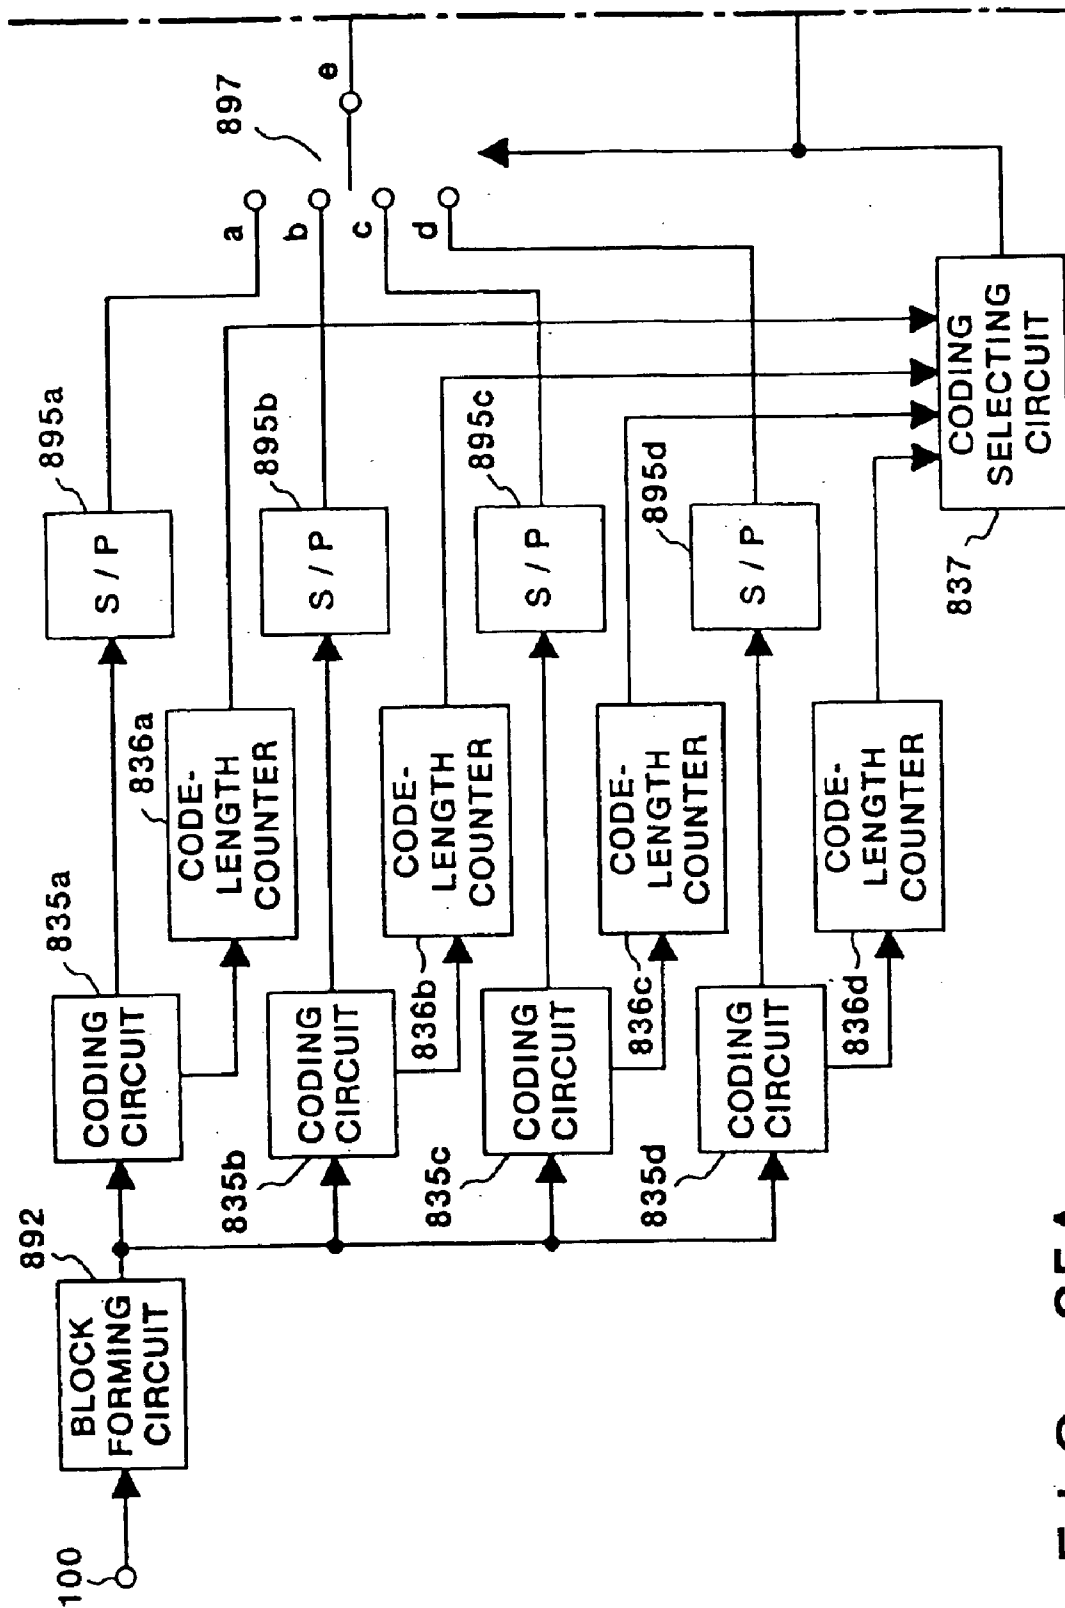 100
BLOCK
FORMING
CIRCUIT
892
CODING
CIRCUIT
835a
CODE-
LENGTH
COUNTER
836a
S / P
895a
CODING
CIRCUIT
835b
CODE-
LENGTH
COUNTER
836b
S / P
895b
CODING
CIRCUIT
835c
CODE-
LENGTH
COUNTER
836c
S / P
895c
CODING
CIRCUIT
835d
CODE-
LENGTH
COUNTER
836d
S / P
895d
a
b
c
d
e
897
CODING
SELECTING
CIRCUIT
837